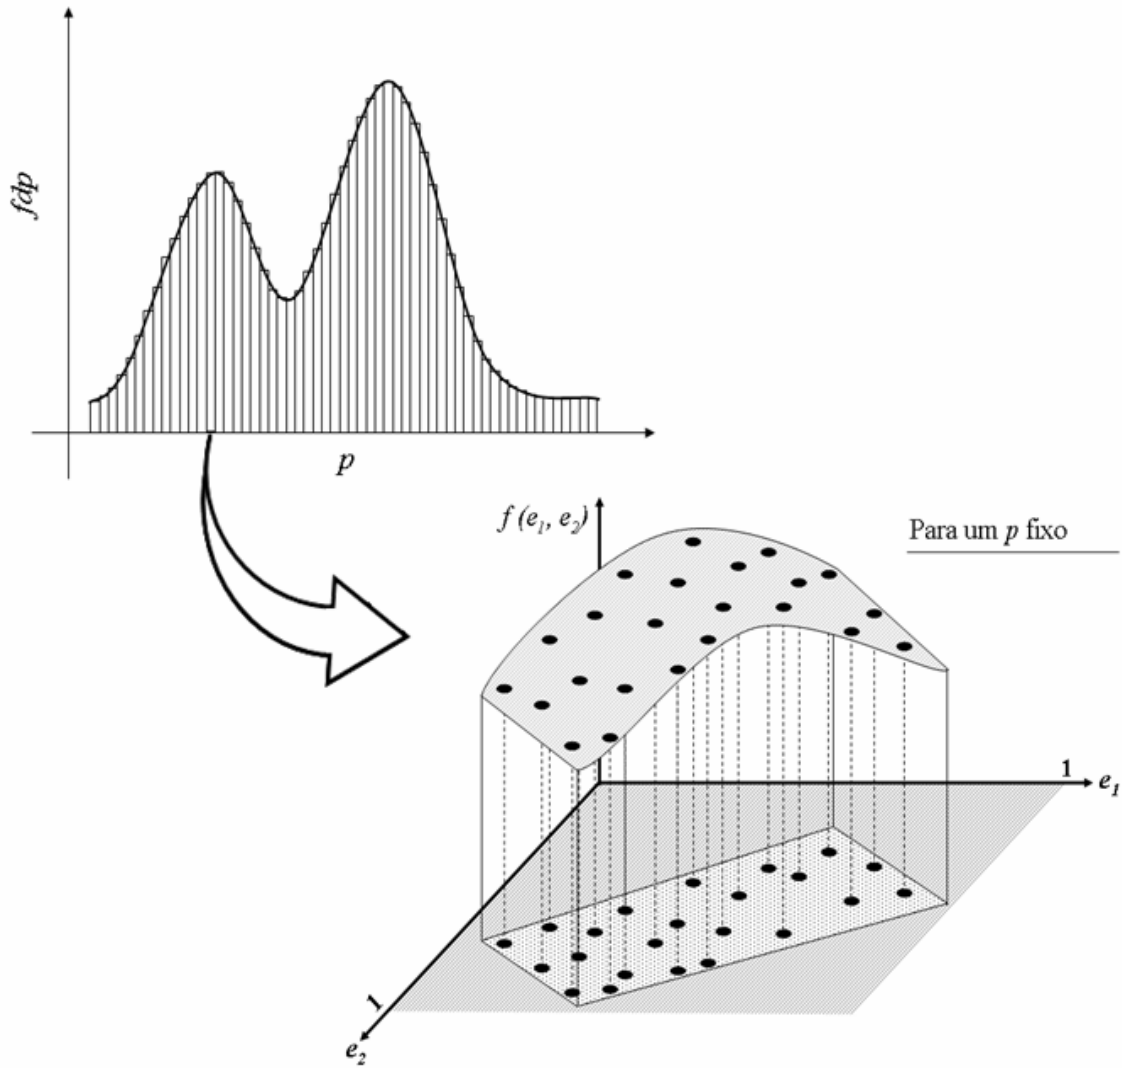 fdp
p
f (e₁, e₂)
Para um p fixo
1
e₁
1
e₂